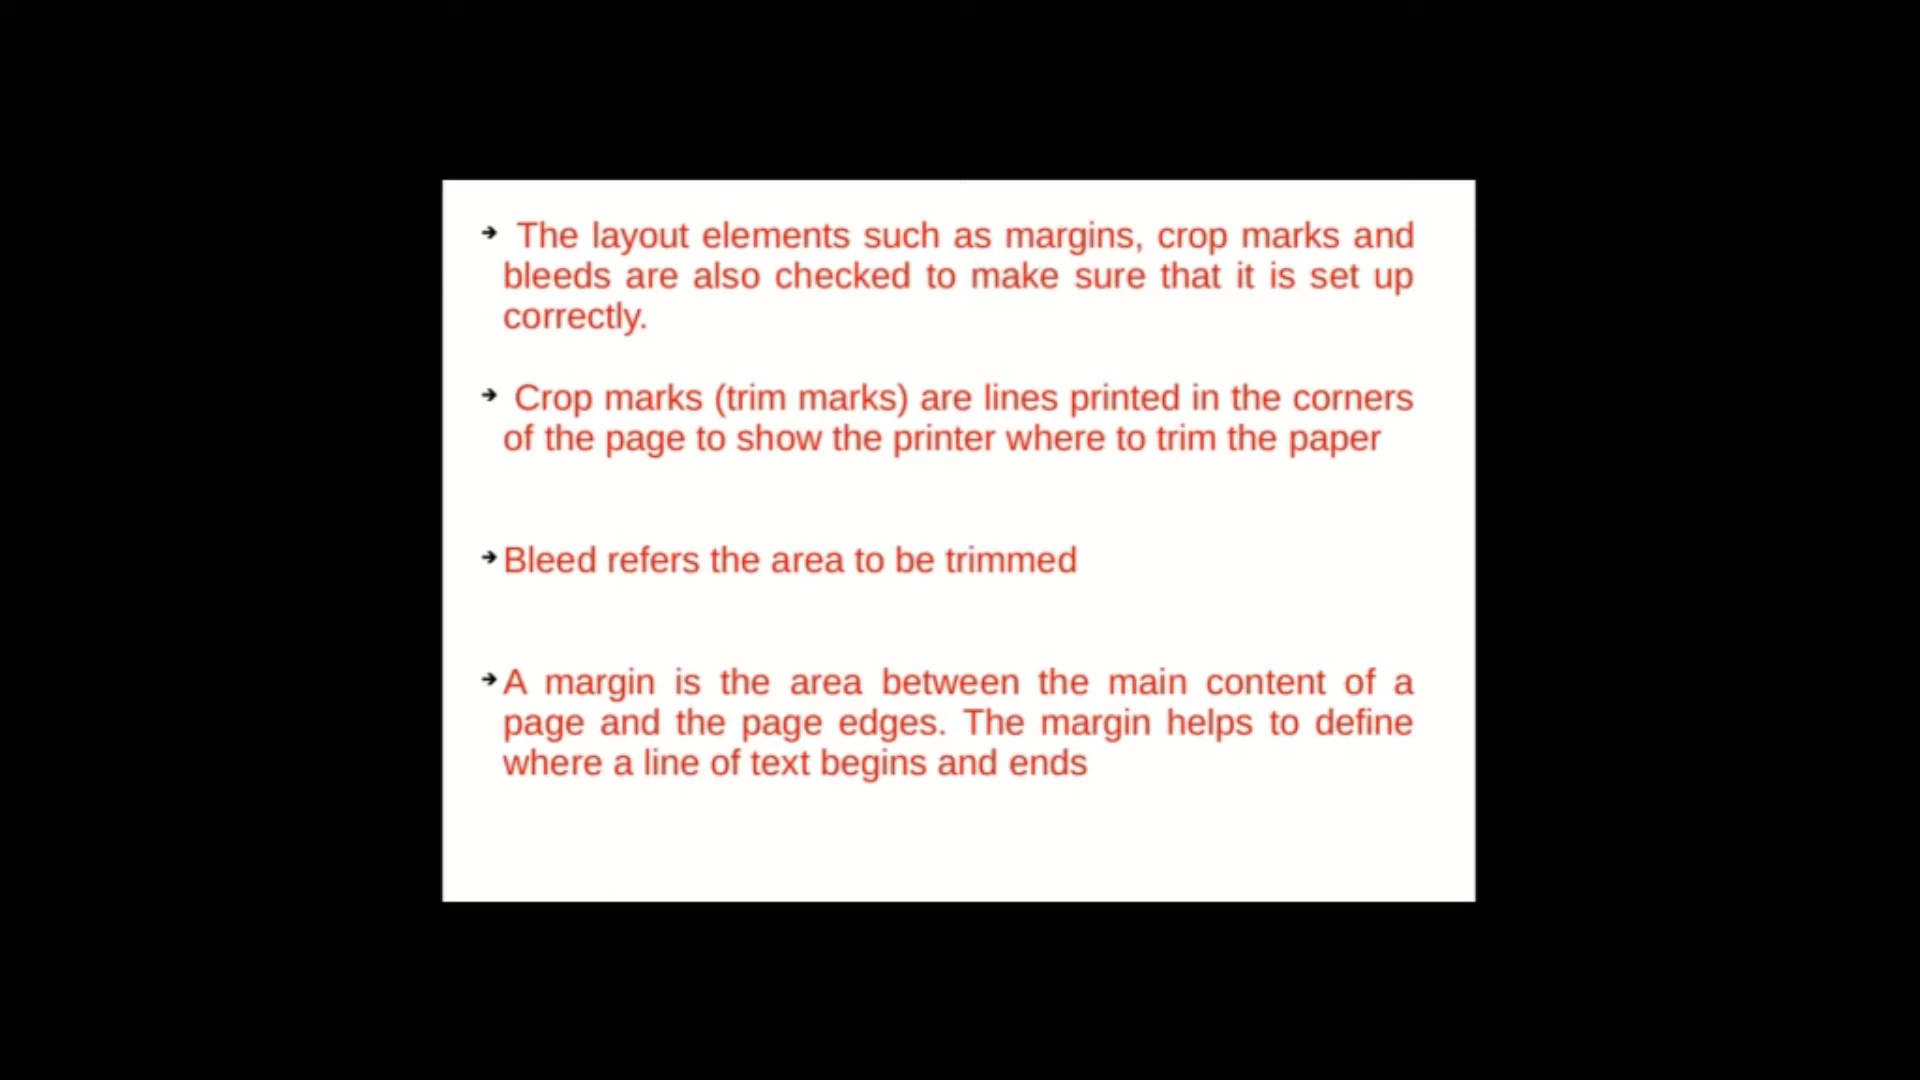 ➔ The layout elements such as margins, crop marks and
bleeds are also checked to make sure that it is set up
correctly.
➔ Crop marks (trim marks) are lines printed in the corners
of the page to show the printer where to trim the paper
➔ Bleed refers the area to be trimmed
➔ A margin is the area between the main content of a
page and the page edges. The margin helps to define
where a line of text begins and ends